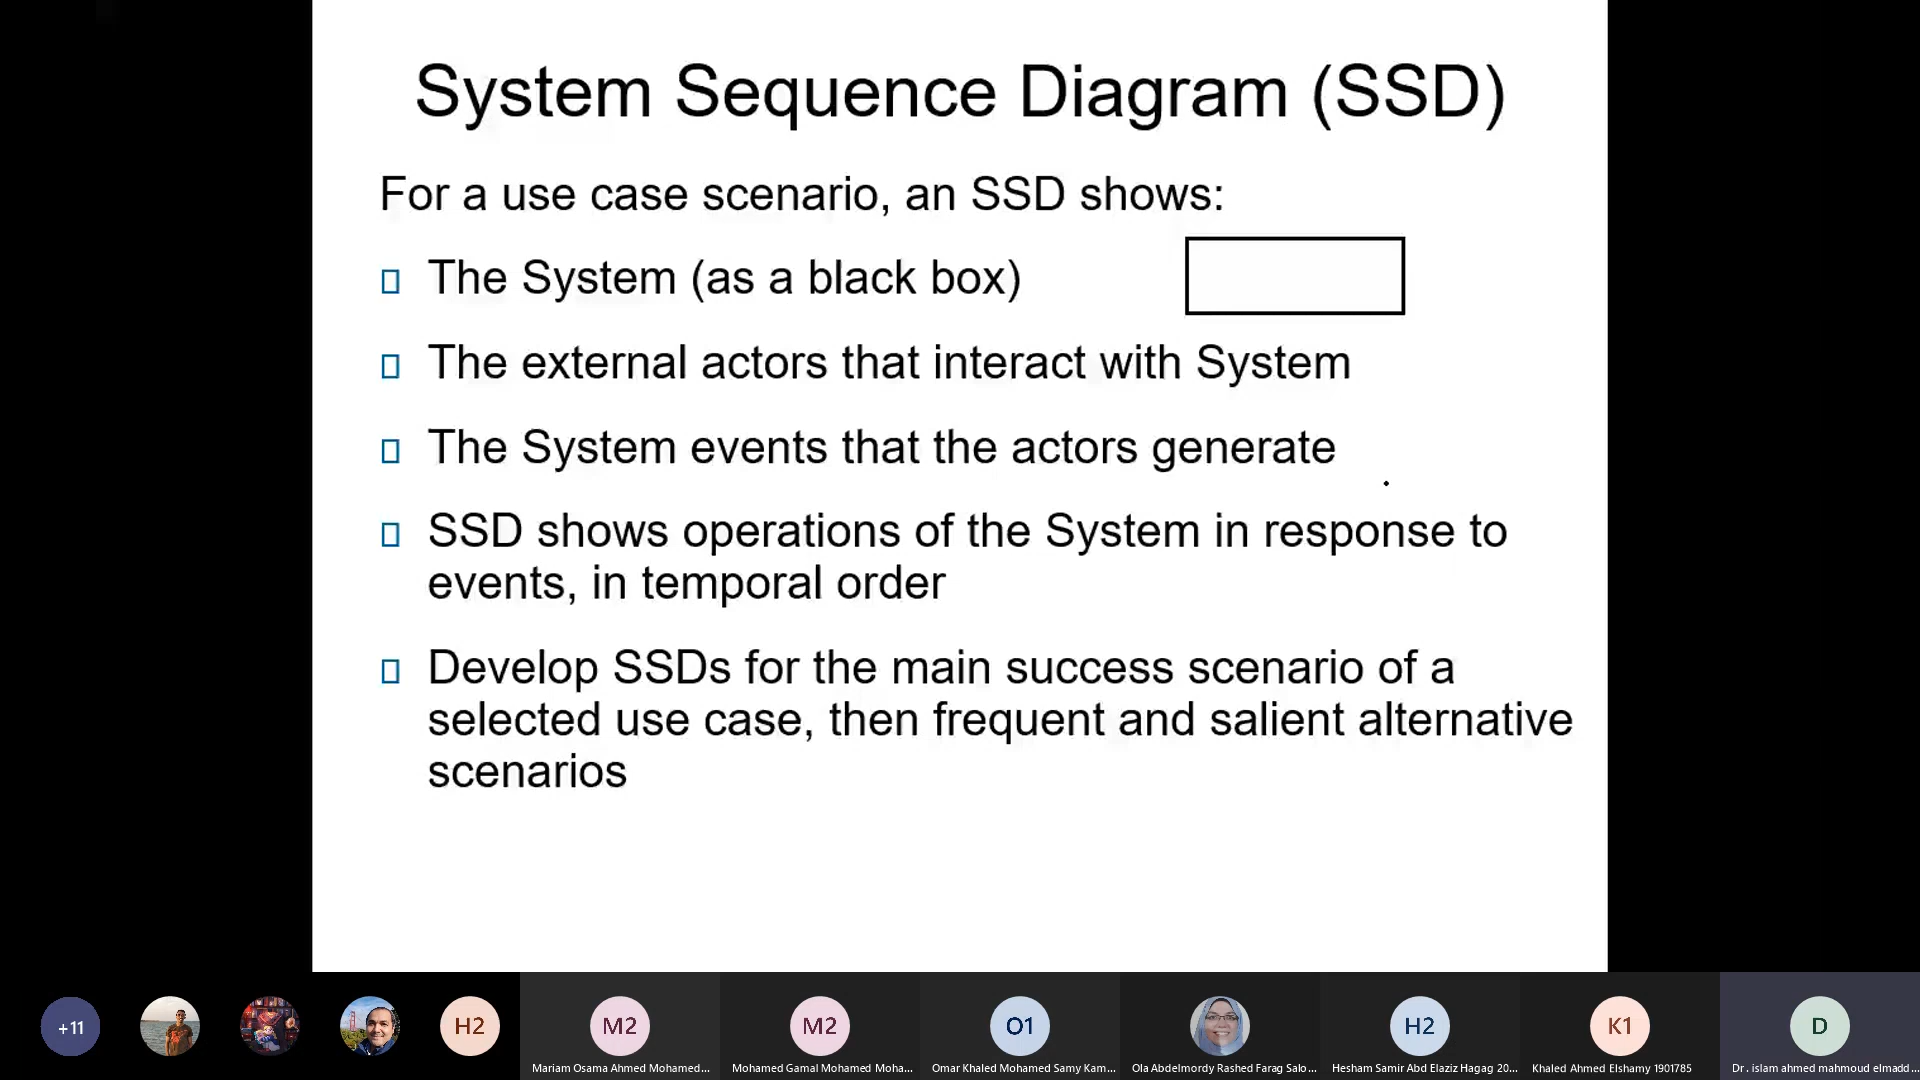 System Sequence Diagram (SSD)
For a use case scenario, an SSD shows:
The System (as a black box)
The external actors that interact with System
The System events that the actors generate
SSD shows operations of the System in response to
events, in temporal order
Develop SSDs for the main success scenario of a
selected use case, then frequent and salient alternative
scenarios
+11
H2
M2
M2
O1
H2
K1
D
Mariam Osama Ahmed Mohamed...
Mohamed Gamal Mohamed Moha...
Omar Khaled Mohamed Samy Kam...
Ola Abdelmordy Rashed Farag Salo...
Hesham Samir Abd Elaziz Hagag 20...
Khaled Ahmed Elshamy 1901785
Dr. islam ahmed mahmoud elmadd...